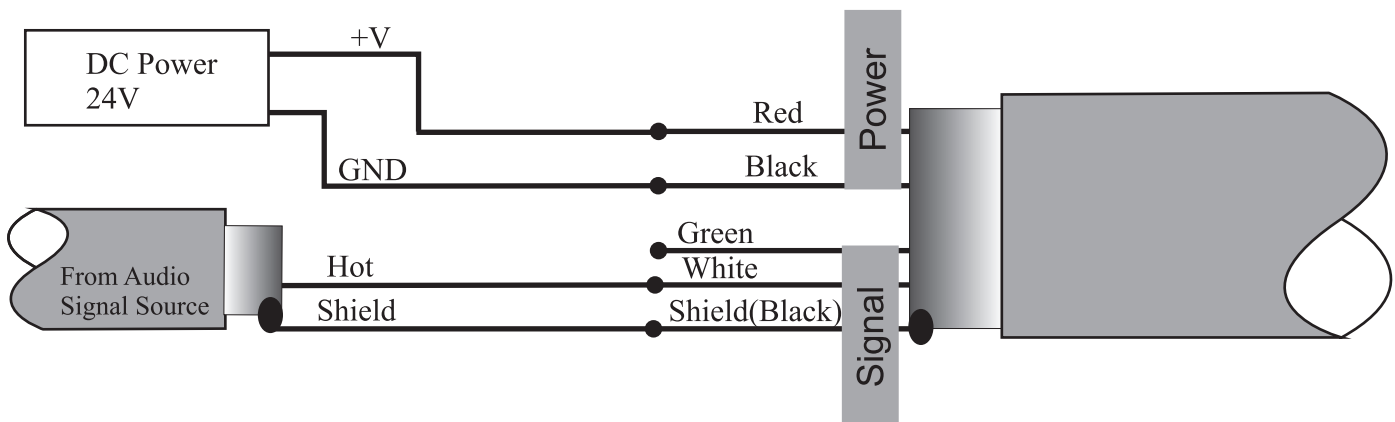 +V
DC Power
24V
Red
Power
GND
Black
Green
From Audio
Signal Source
Hot
White
Shield
Shield(Black)
Signal